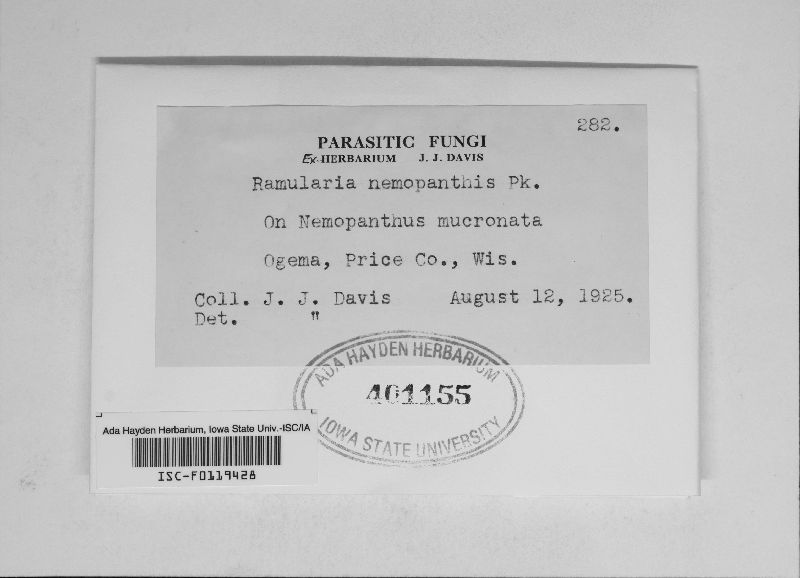 282.
PARASITIC FUNGI
Ex-HERBARIUM J. J. DAVIS
Ramularia nemopanthis Pk.
On Nemopanthus mucronata
Ogema, Price Co., Wis.
Coll. J. J. Davis August 12, 1925.
Det. "
ADA HAYDEN HERBARIUM
401155
IOWA STATE UNIVERSITY
Ada Hayden Herbarium, Iowa State Univ.-ISC/IA
ISC-F0119428